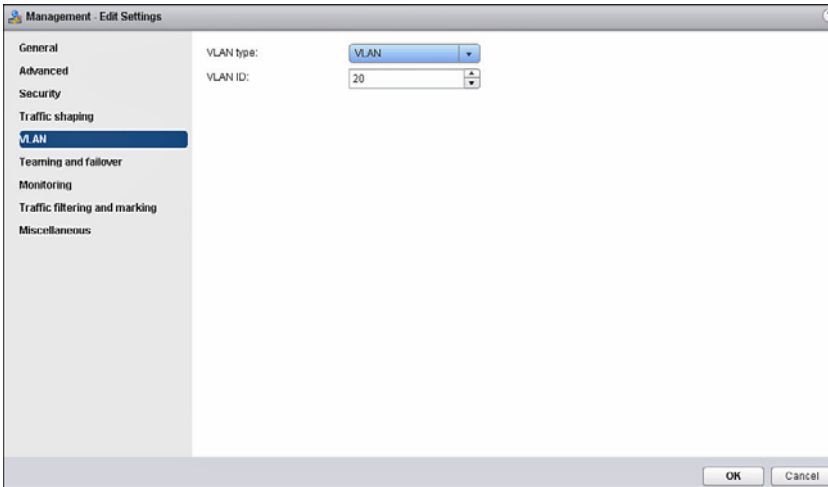 Management - Edit Settings
General
Advanced
Security
Traffic shaping
VLAN
Teaming and failover
Monitoring
Traffic filtering and marking
Miscellaneous
VLAN type:
VLAN
VLAN ID:
20
OK
Cancel